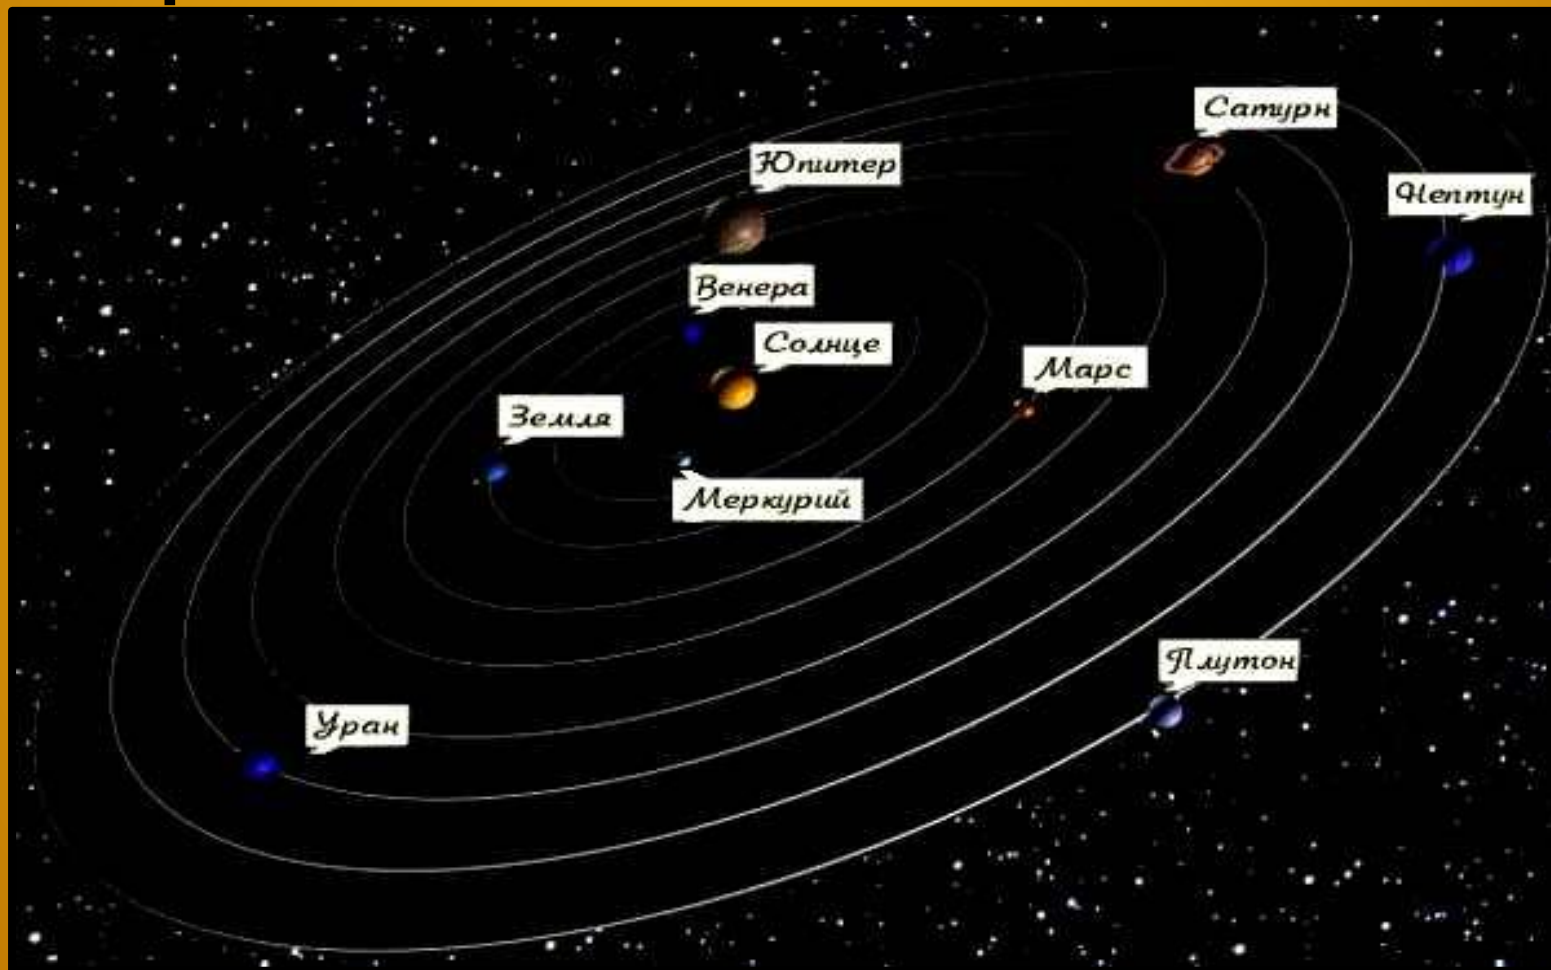 Сатурн
Юпитер
Нептун
Венера
Солнце
Марс
Земля
Меркурий
Плутон
Уран